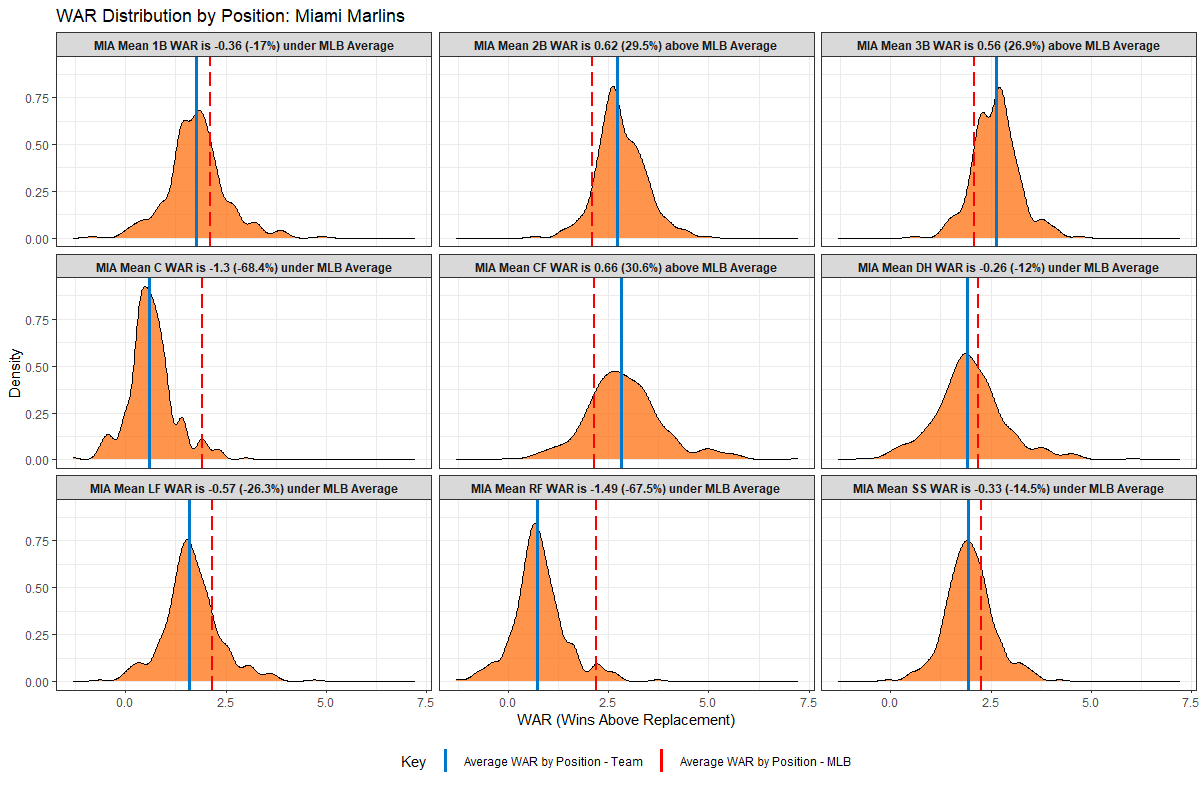 WAR Distribution by Position: Miami Marlins
MIA Mean 1B WAR is -0.36 (-17%) under MLB Average
MIA Mean 2B WAR is 0.62 (29.5%) above MLB Average
MIA Mean 3B WAR is 0.56 (26.9%) above MLB Average
0.75
0.50
0.25
0.00
MIA Mean C WAR is -1.3 (-68.4%) under MLB Average
MIA Mean CF WAR is 0.66 (30.6%) above MLB Average
MIA Mean DH WAR is -0.26 (-12%) under MLB Average
Density
0.75
0.50
0.25
0.00
MIA Mean LF WAR is -0.57 (-26.3%) under MLB Average
MIA Mean RF WAR is -1.49 (-67.5%) under MLB Average
MIA Mean SS WAR is -0.33 (-14.5%) under MLB Average
0.75
0.50
0.25
0.00
0.0 2.5 5.0 7.5 0.0 2.5 5.0 7.5 0.0 2.5 5.0 7.5
WAR (Wins Above Replacement)
Key Average WAR by Position - Team Average WAR by Position - MLB